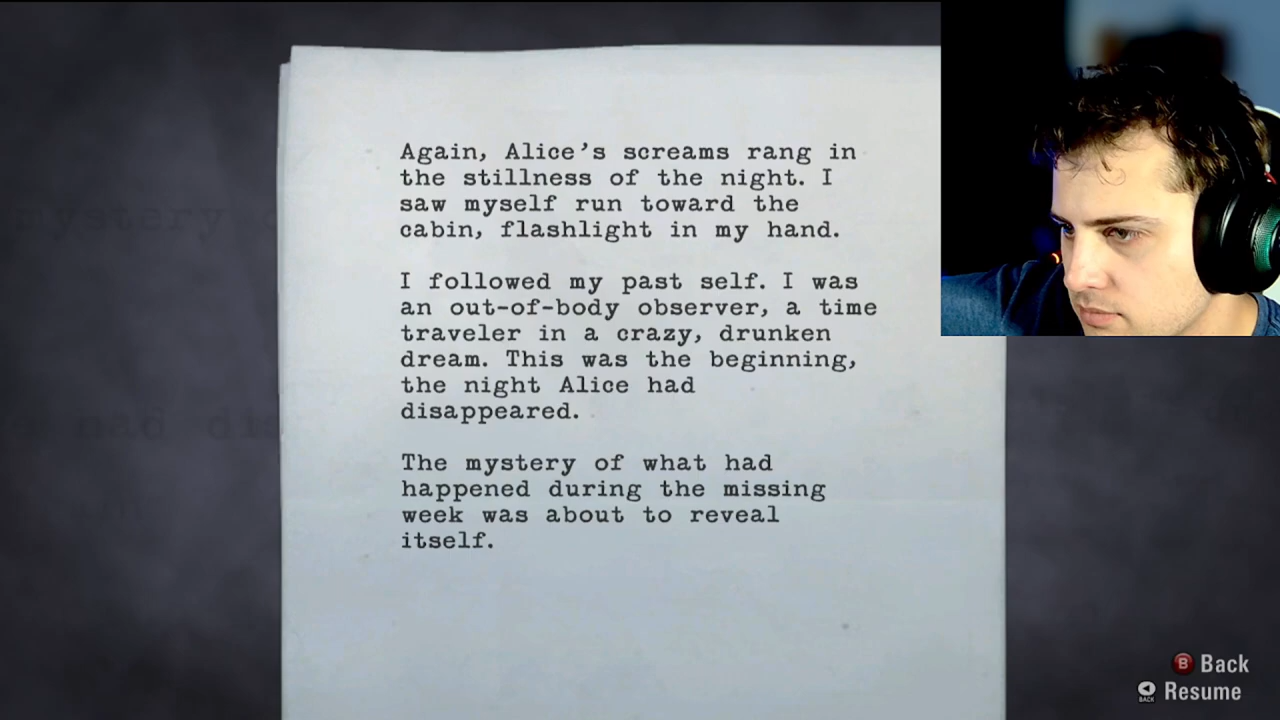 Again, Alice's screams rang in
the stillness of the night. I
saw myself run toward the
cabin, flashlight in my hand.
I followed my past self. I was
an out-of-body observer, a time
traveler in a crazy, drunken
dream. This was the beginning,
the night Alice had
disappeared.
The mystery of what had
happened during the missing
week was about to reveal
itself.
B Back
BACK Resume